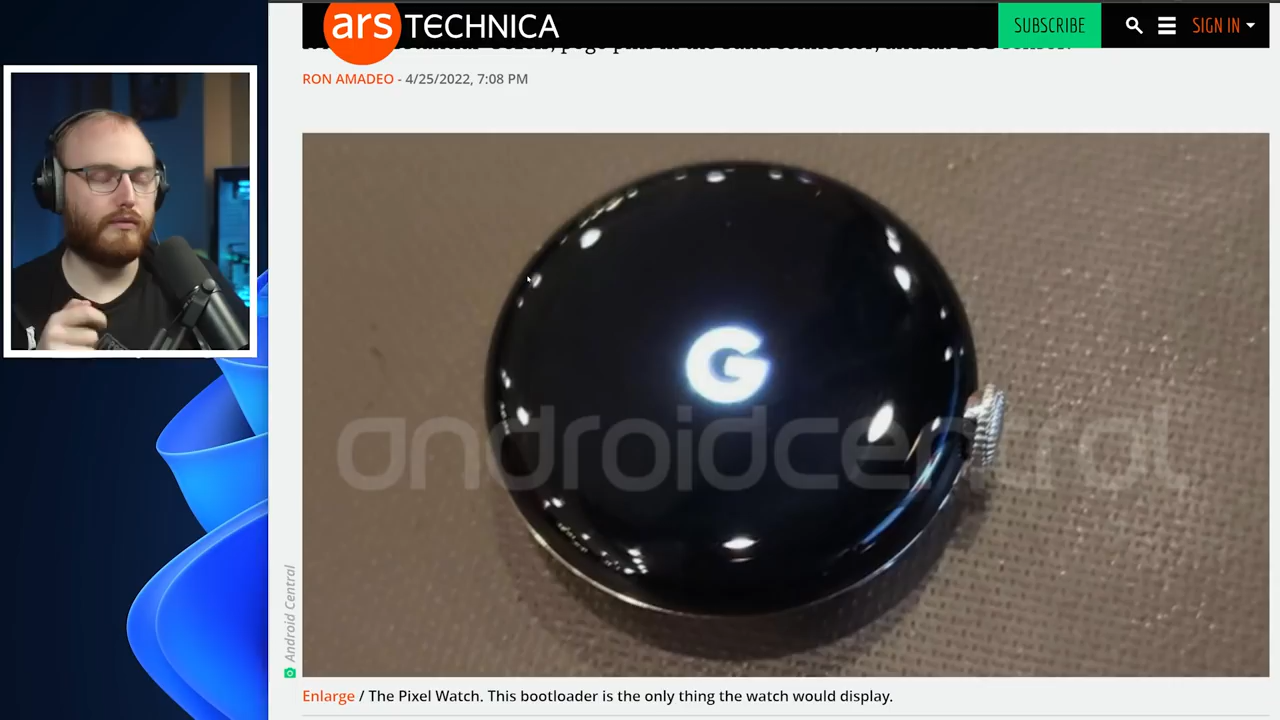 ars TECHNICA
SUBSCRIBE
SIGN IN
RON AMADEO - 4/25/2022, 7:08 PM
G
androidcentral
Android Central
Enlarge / The Pixel Watch. This bootloader is the only thing the watch would display.